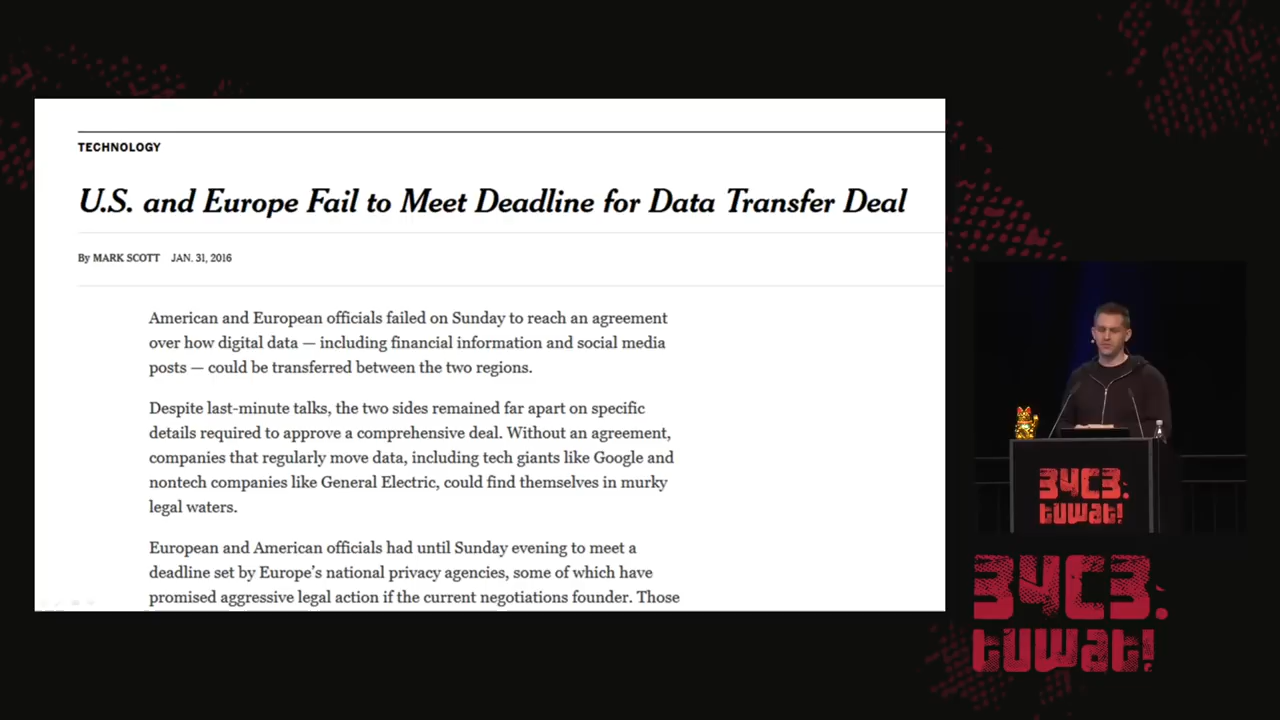 TECHNOLOGY
U.S. and Europe Fail to Meet Deadline for Data Transfer Deal
By MARK SCOTT JAN. 31, 2016
American and European officials failed on Sunday to reach an agreement
over how digital data — including financial information and social media
posts — could be transferred between the two regions.
Despite last-minute talks, the two sides remained far apart on specific
details required to approve a comprehensive deal. Without an agreement,
companies that regularly move data, including tech giants like Google and
nontech companies like General Electric, could find themselves in murky
legal waters.
European and American officials had until Sunday evening to meet a
deadline set by Europe’s national privacy agencies, some of which have
promised aggressive legal action if the current negotiations founder. Those
34C3.
tuwat!
34C3.
tuwat!